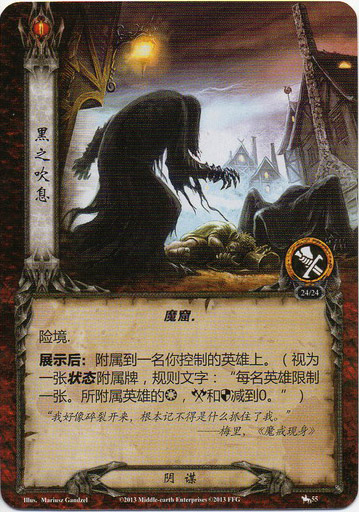 黑之吹息
24/24
魔窟.
险境.
展示后：附属到一名你控制的英雄上。（视为
一张状态附属牌，规则文字：“每名英雄限制
一张。所附属英雄的，和减到0。”）
“我好像碎裂开来，根本记不得是什么抓住了我。”
——梅里，《魔戒现身》
阴谋
Illus. Mariusz Gandzel
©2013 Middle-earth Enterprises ©2013 FFG
55